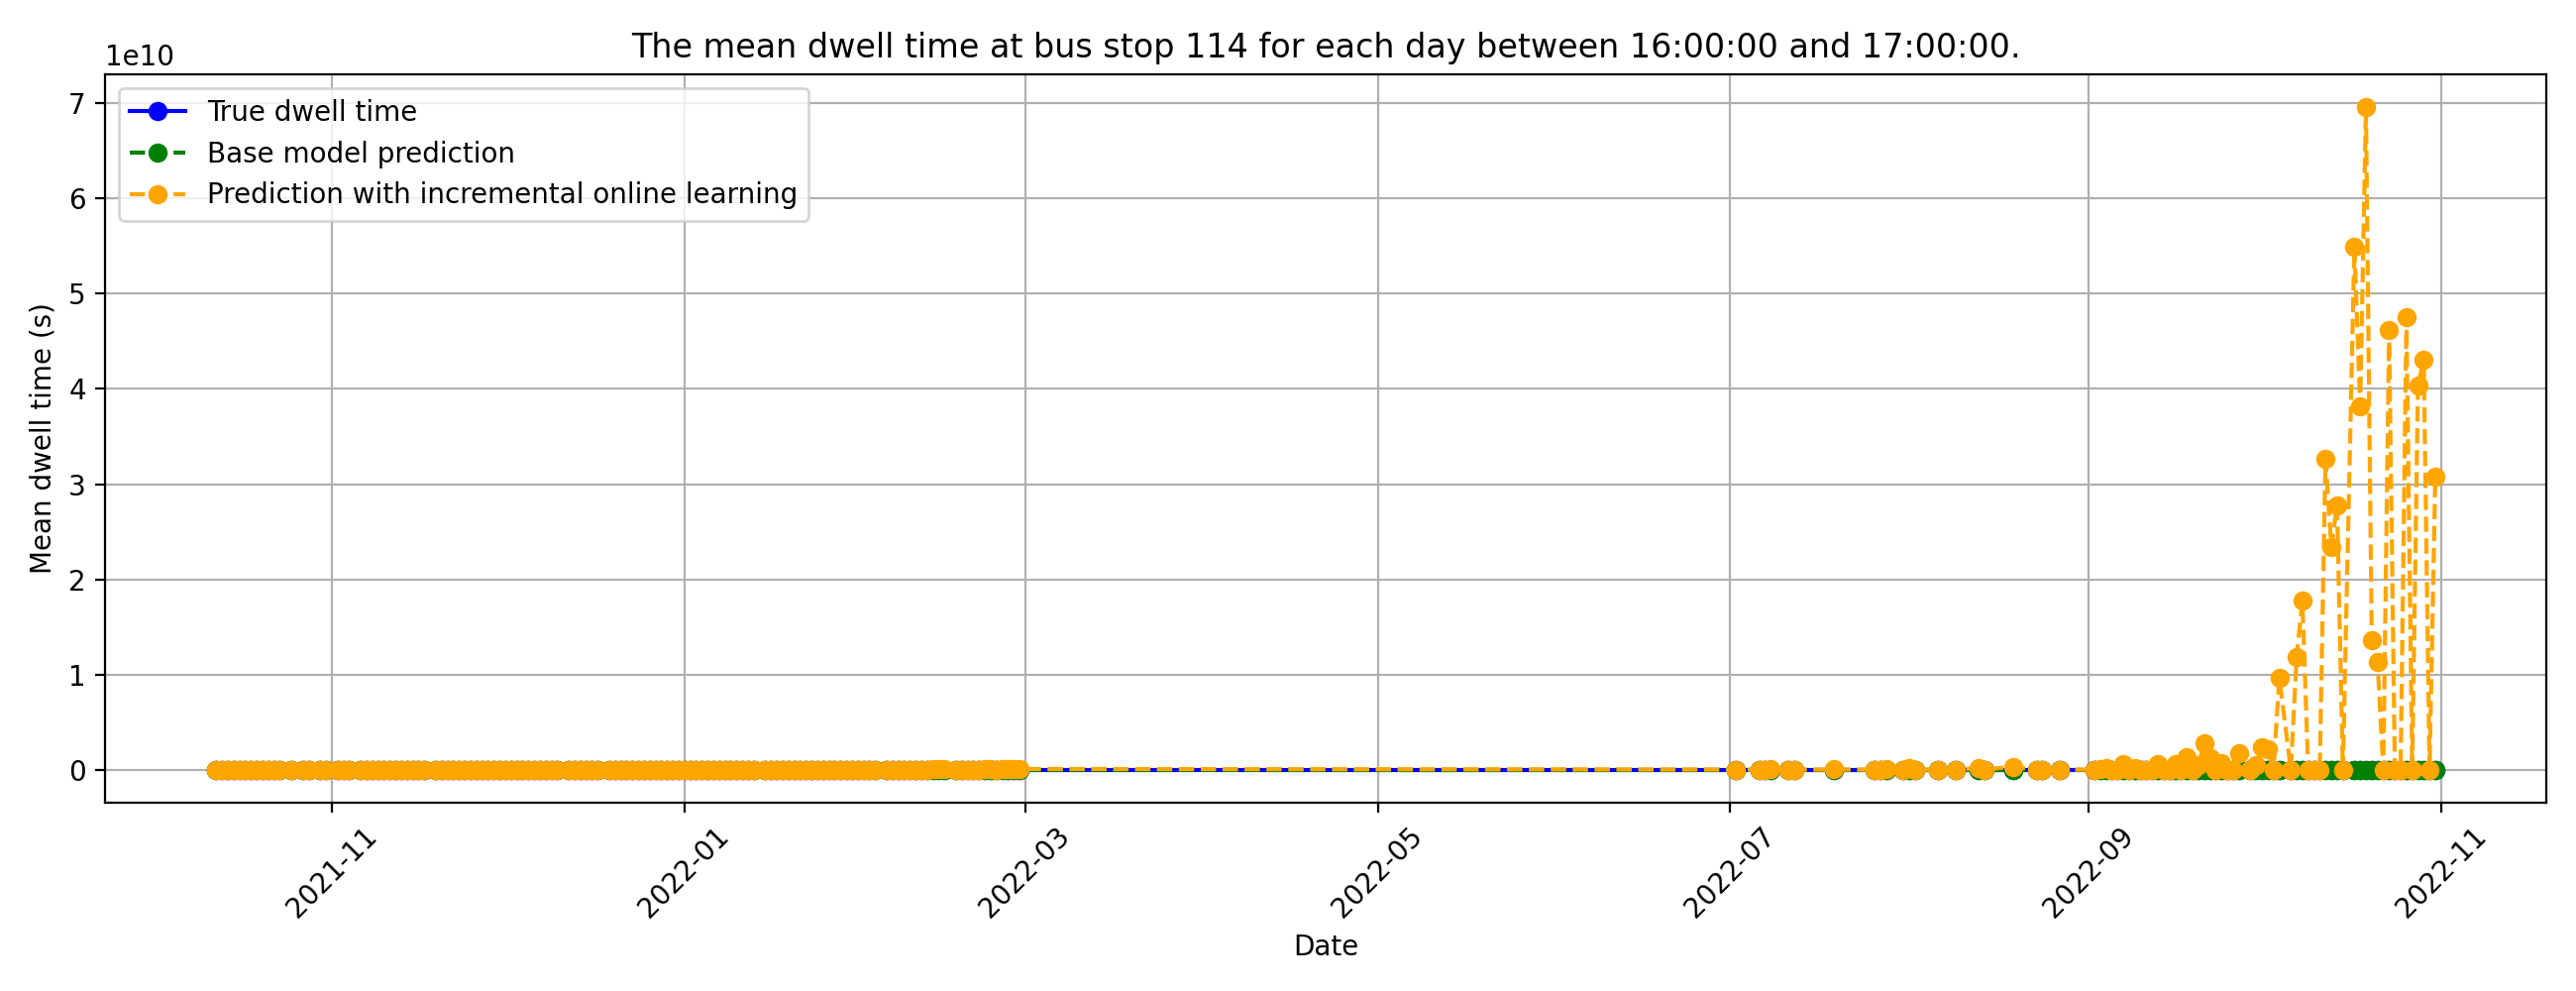 The mean dwell time at bus stop 114 for each day between 16:00:00 and 17:00:00.
1e10
True dwell time
Base model prediction
Prediction with incremental online learning
Mean dwell time (s)
7
6
5
4
3
2
1
0
2021-11
2022-01
2022-03
2022-05
2022-07
2022-09
2022-11
Date